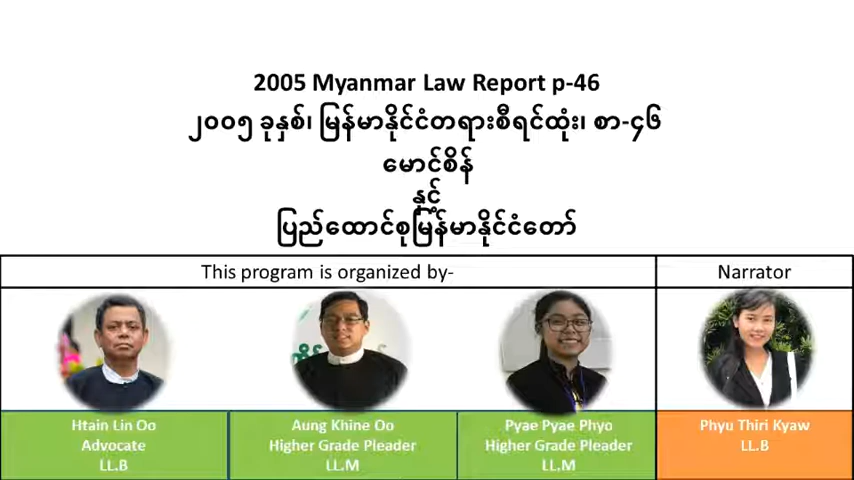 2005 Myanmar Law Report p-46
၂၀၀၅ ခုနှစ်၊ မြန်မာနိုင်ငံတရားစီရင်ထုံး၊ စာ-၄၆
မောင်စိန်
နှင့်
ပြည်ထောင်စုမြန်မာနိုင်ငံတော်
This program is organized by-
Narrator
Htain Lin Oo
Advocate
LL.B
Aung Khine Oo
Higher Grade Pleader
LL.M
Pyae Pyae Phyo
Higher Grade Pleader
LL.M
Phyu Thiri Kyaw
LL.B